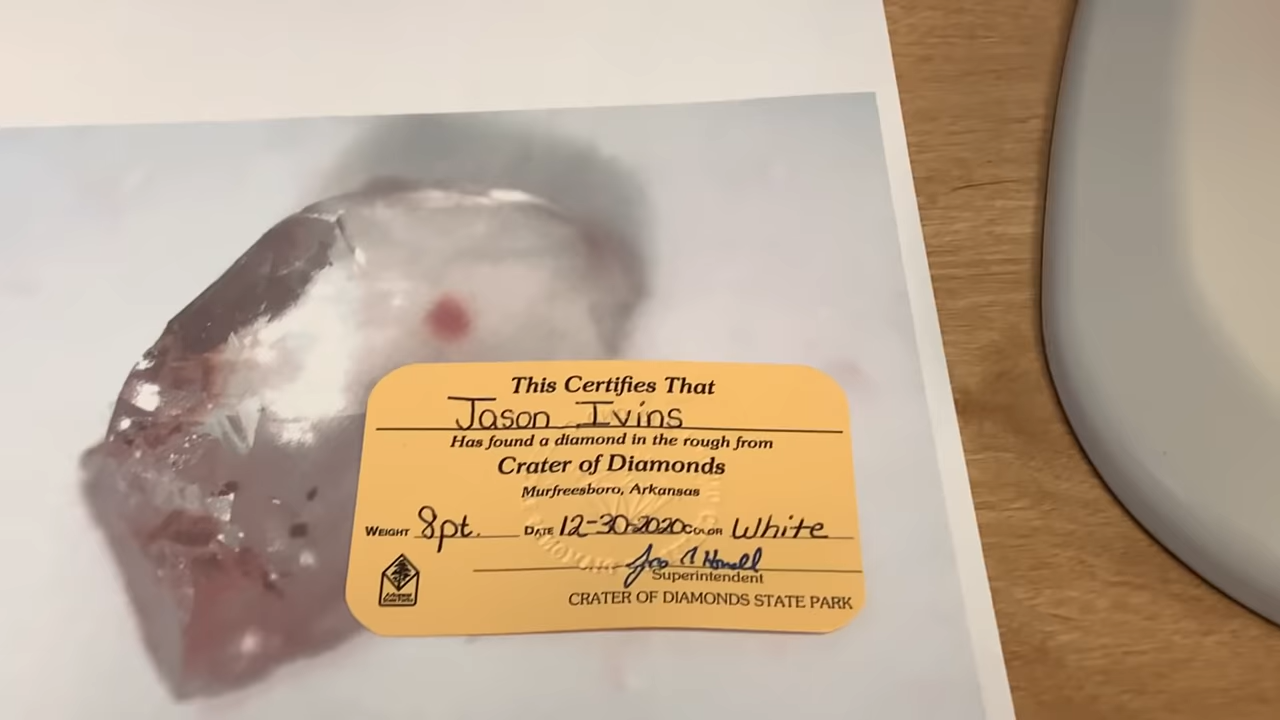 This Certifies That
Jason Ivins
Has found a diamond in the rough from
Crater of Diamonds
Murfreesboro, Arkansas
WEIGHT 8pt. DATE 12-30-2020 COLOR White
Superintendent
CRATER OF DIAMONDS STATE PARK